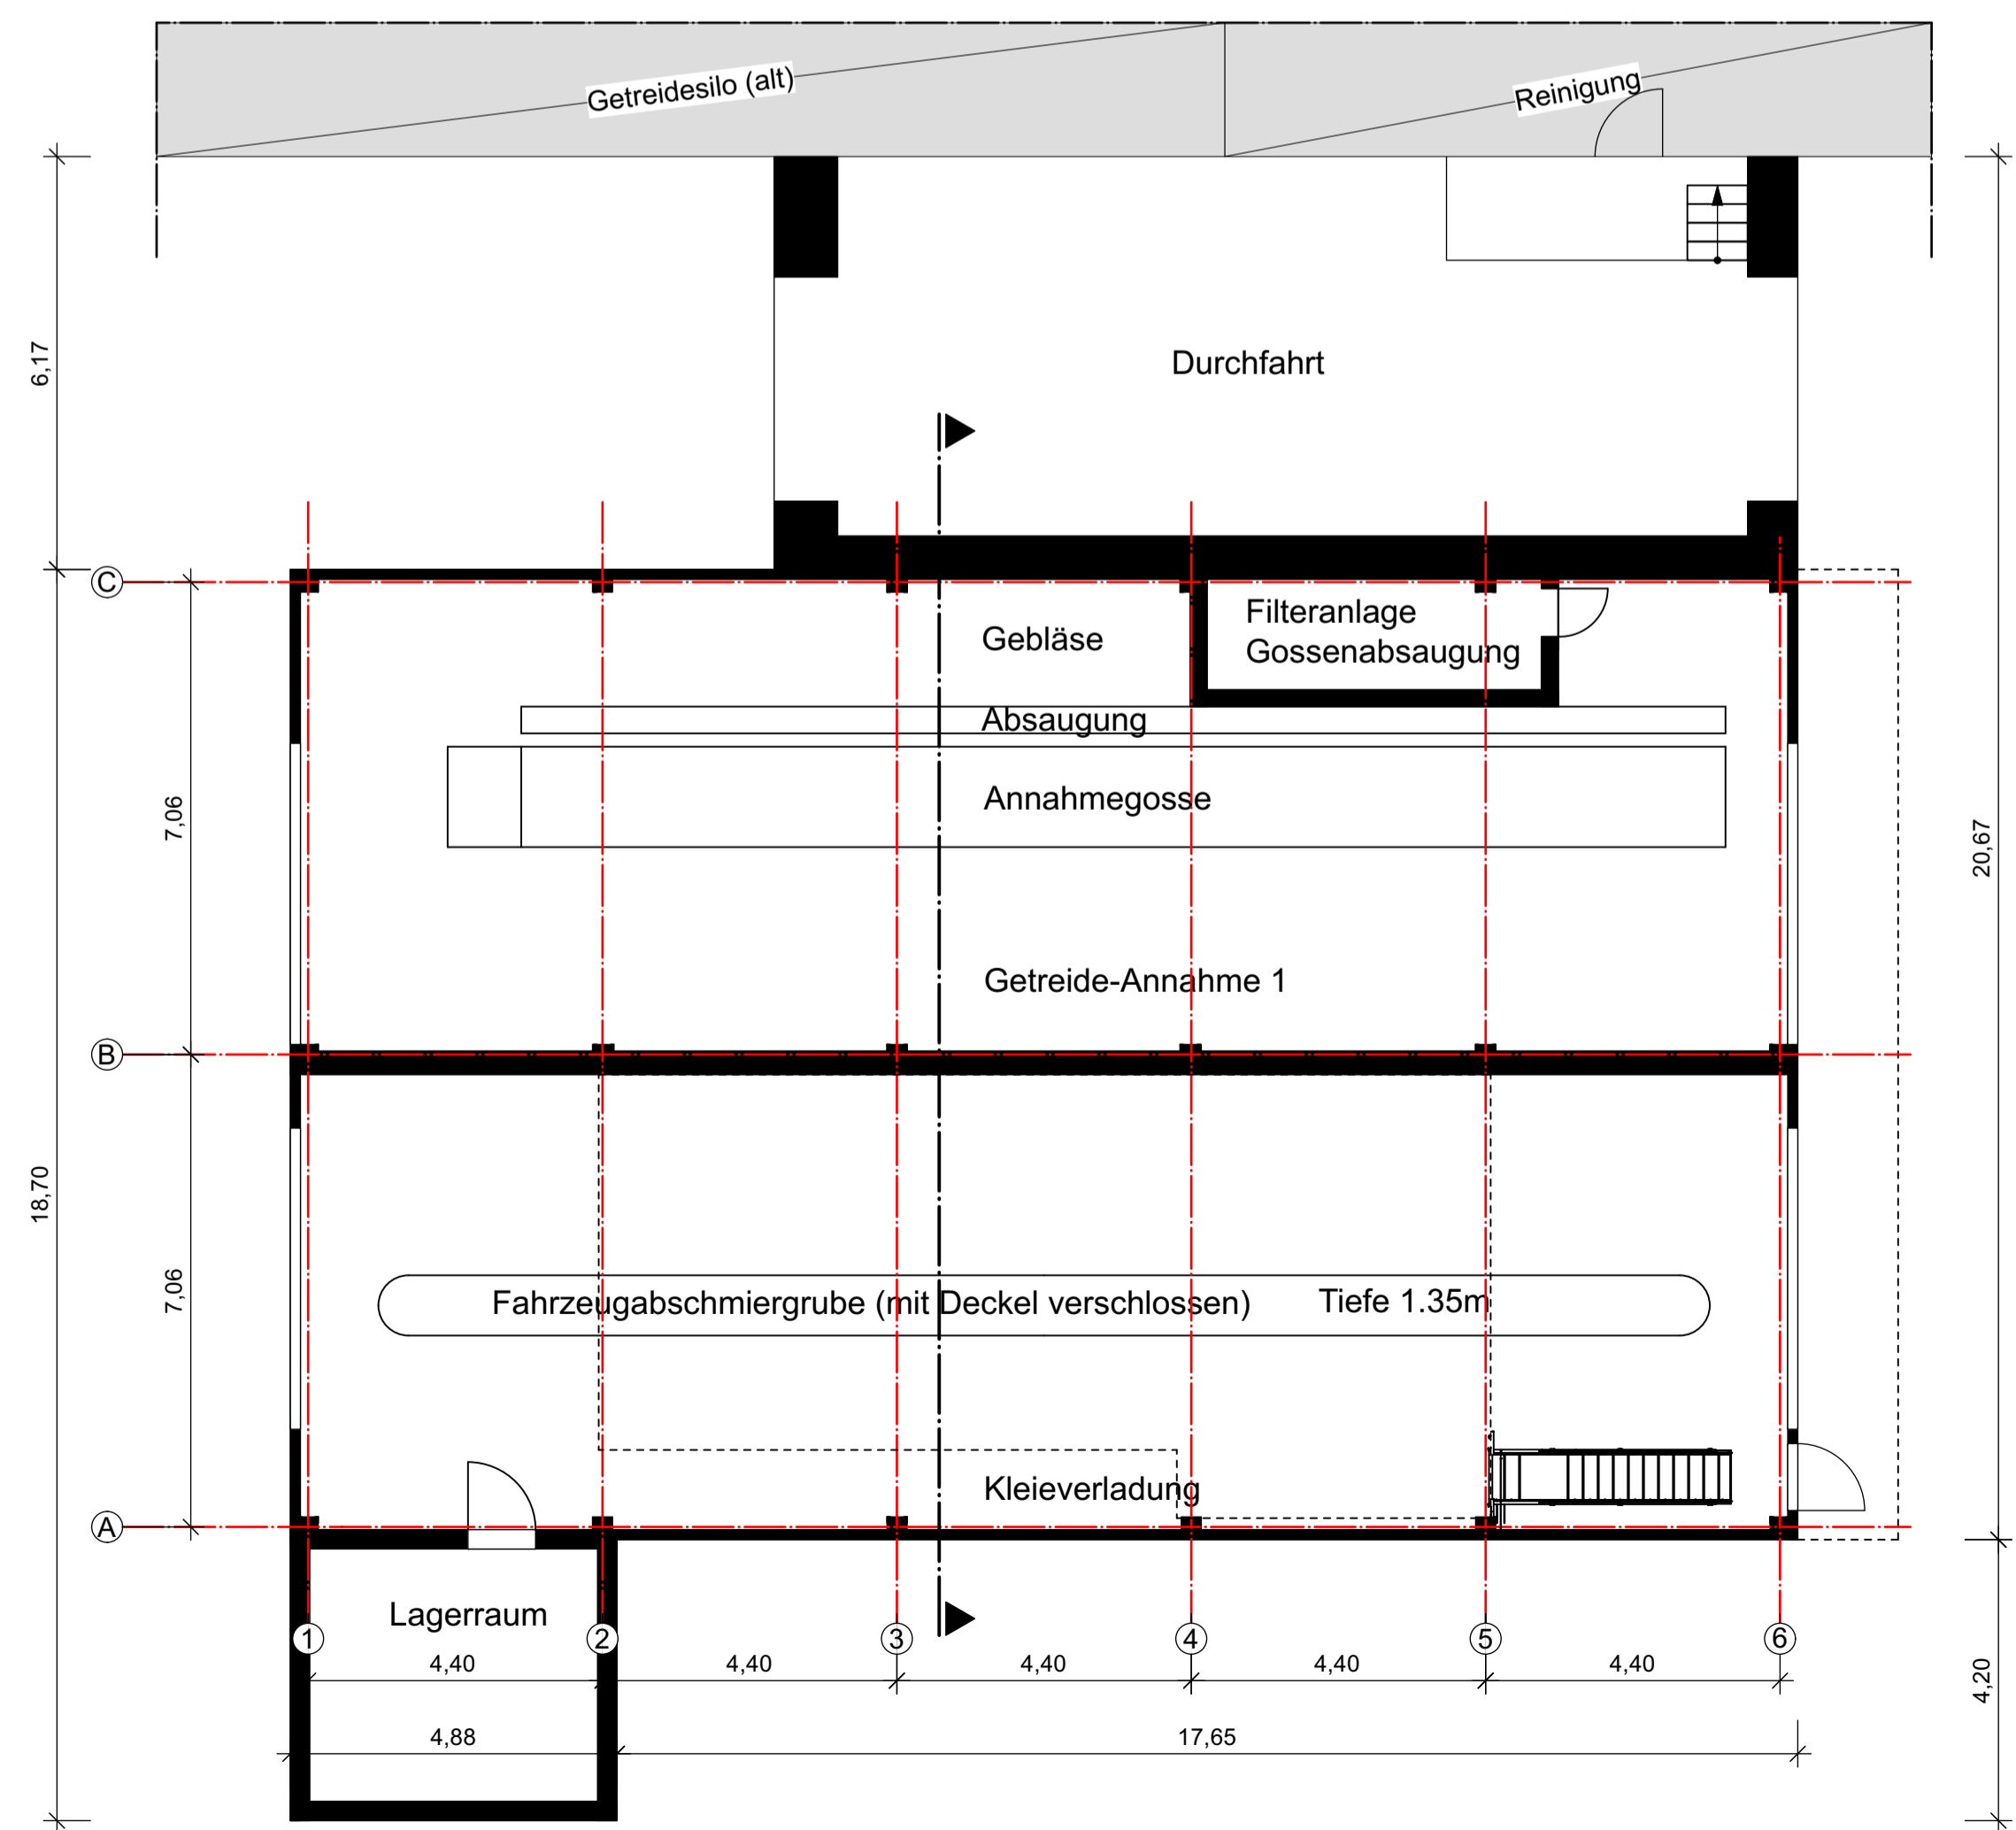 Getreidesilo (alt)
Reinigung
6,17
Durchfahrt
C
Filteranlage
Gossenabsaugung
Gebläse
Absaugung
Annahmegosse
7,06
20,67
Getreide-Annahme 1
B
18,70
7,06
Fahrzeugabschmiergrube (mit Deckel verschlossen)
Tiefe 1.35m
Kleieverladung
A
Lagerraum
1
2
3
4
5
6
4,40
4,40
4,40
4,40
4,40
4,20
4,88
17,65